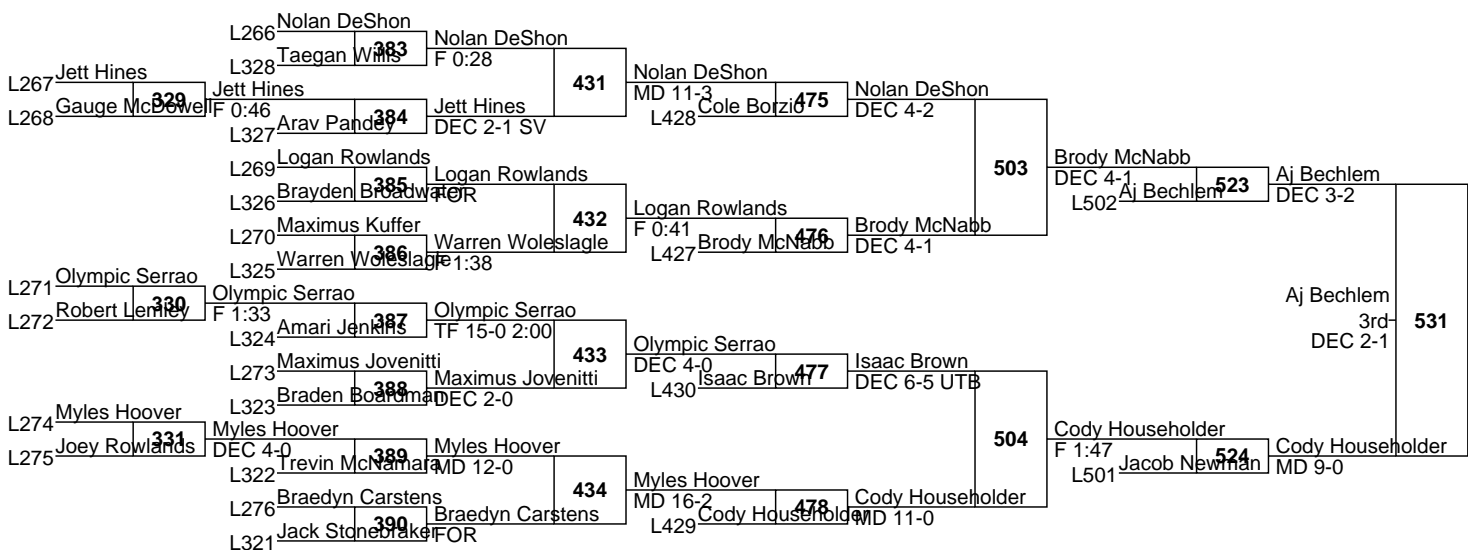 L266 Nolan DeShon
L328 Taegan Willis
383
Nolan DeShon
F 0:28
L267 Jett Hines
L268 Gauge McDowell
329
Jett Hines
F 0:46
L327 Arav Pandey
384
Jett Hines
DEC 2-1 SV
431
Nolan DeShon
MD 11-3
L428 Cole Borzio
475
Nolan DeShon
DEC 4-2
L269 Logan Rowlands
L326 Brayden Broadwater
385
Logan Rowlands
FOR
L270 Maximus Kuffer
L325 Warren Woleslagle
386
Warren Woleslagle
F 1:38
432
Logan Rowlands
F 0:41
L427 Brody McNabb
476
Brody McNabb
DEC 4-1
503
Brody McNabb
DEC 4-1
L502 Aj Bechlem
523
Aj Bechlem
DEC 3-2
L271 Olympic Serrao
L272 Robert Lemley
330
Olympic Serrao
F 1:33
L324 Amari Jenkins
387
Olympic Serrao
TF 15-0 2:00
L273 Maximus Jovenitti
L323 Braden Boardman
388
Maximus Jovenitti
DEC 2-0
433
Olympic Serrao
DEC 4-0
L430 Isaac Brown
477
Isaac Brown
DEC 6-5 UTB
L274 Myles Hoover
L275 Joey Rowlands
331
Myles Hoover
DEC 4-0
L322 Trevin McNamara
389
Myles Hoover
MD 12-0
L276 Braedyn Carstens
L321 Jack Stonebraker
390
Braedyn Carstens
FOR
434
Myles Hoover
MD 16-2
L429 Cody Householder
478
Cody Householder
MD 11-0
504
Cody Householder
F 1:47
L501 Jacob Newman
524
Cody Householder
MD 9-0
531
Aj Bechlem
3rd
DEC 2-1